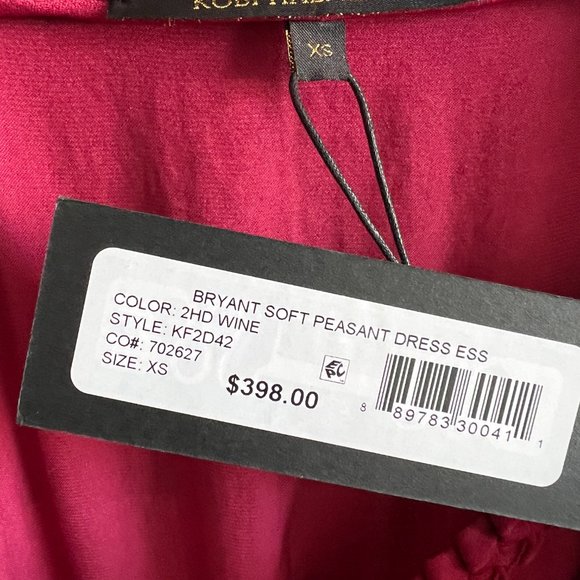 XS
BRYANT SOFT PEASANT DRESS ESS
COLOR: 2HD WINE
STYLE: KF2D42
CO#: 702627
SIZE: XS
$398.00
8 89783 30041 1